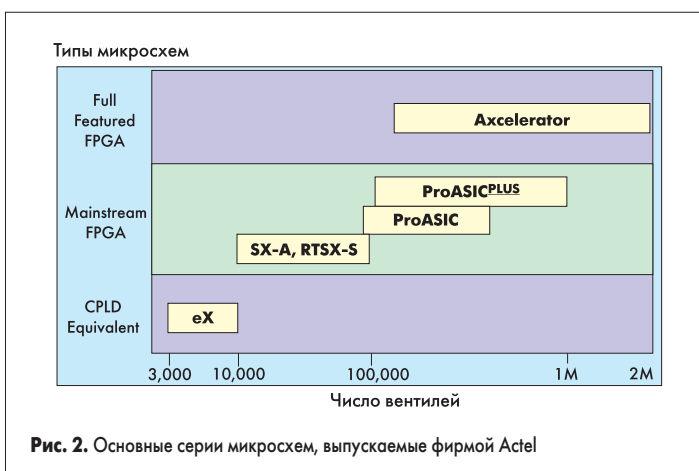 Типы микросхем
Full
Featured
FPGA
Axcelerator
Mainstream
FPGA
ProASICPLUS
ProASIC
SX-A, RTSX-S
CPLD
Equivalent
eX
3,000 10,000 100,000 1M 2M
Число вентилей
Рис. 2. Основные серии микросхем, выпускаемые фирмой Actel